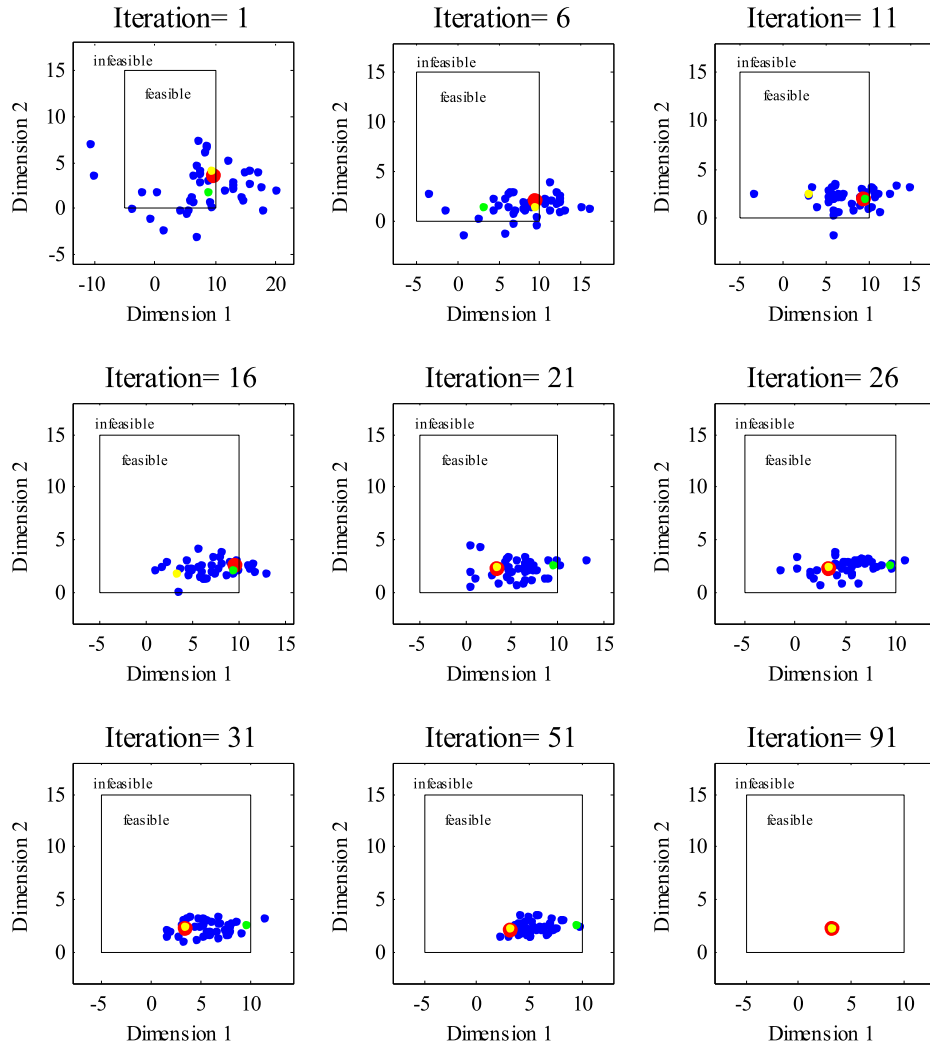 Iteration= 1
Iteration= 6
Iteration= 11
infeasible
feasible
15
10
5
0
-5
Dimension 2
-10
0
10
20
Dimension 1
infeasible
feasible
15
10
5
0
Dimension 2
-5
0
5
10
15
Dimension 1
infeasible
feasible
15
10
5
0
Dimension 2
-5
0
5
10
15
Dimension 1
Iteration= 16
Iteration= 21
Iteration= 26
infeasible
feasible
15
10
5
0
Dimension 2
-5
0
5
10
15
Dimension 1
infeasible
feasible
15
10
5
0
Dimension 2
-5
0
5
10
15
Dimension 1
infeasible
feasible
15
10
5
0
Dimension 2
-5
0
5
10
Dimension 1
Iteration= 31
Iteration= 51
Iteration= 91
infeasible
feasible
15
10
5
0
Dimension 2
-5
0
5
10
Dimension 1
infeasible
feasible
15
10
5
0
Dimension 2
-5
0
5
10
Dimension 1
infeasible
feasible
15
10
5
0
Dimension 2
-5
0
5
10
Dimension 1